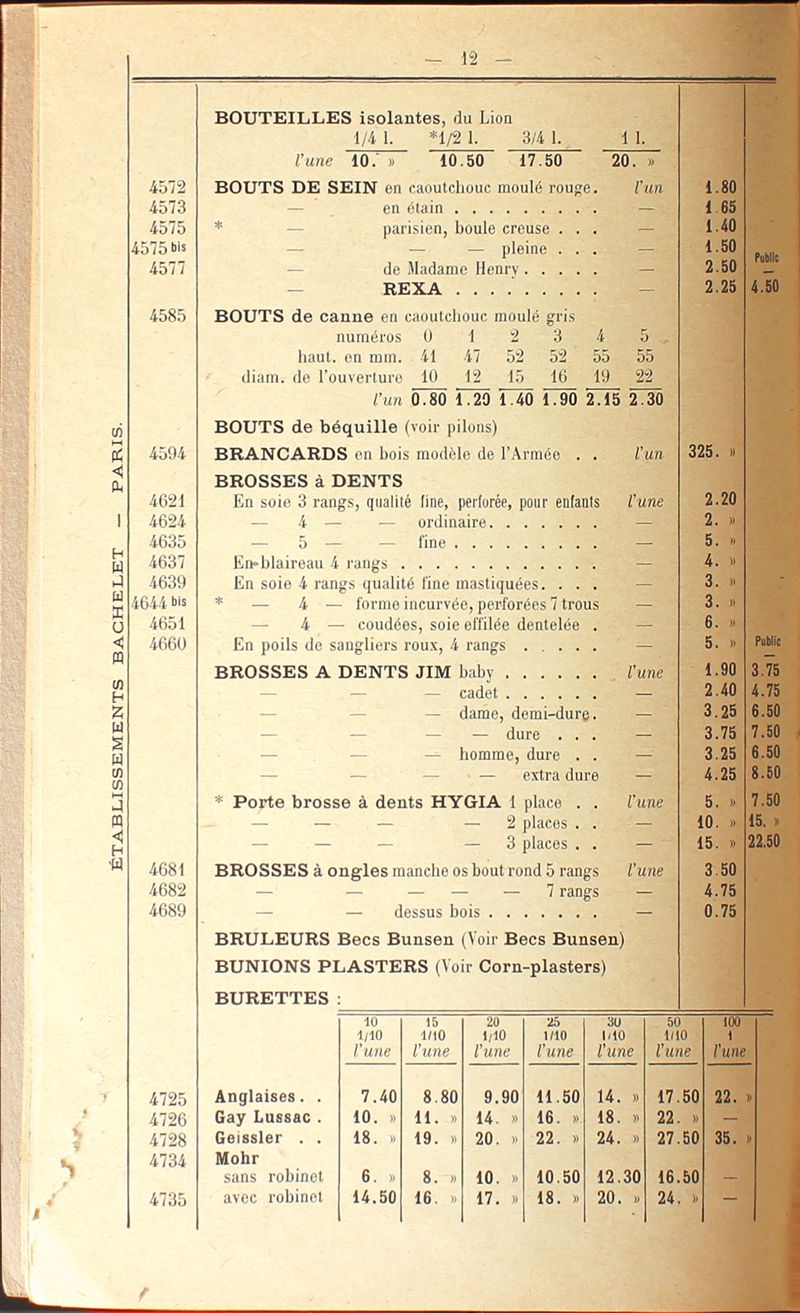 — 12 —
BOUTEILLES isolantes, du Lion
1/4 l. *1/2 l. 3/4 l. 1 l.
l'une 10. » 10.50 17.50 20. »
4572 BOUTS DE SEIN en caoutchouc moulé rouge. l'un 1.80
4573 — en étain . . . . . . . . . — 1.65
4575 * — parisien, boule creuse . . . — 1.40
4575 bis — — — pleine . . . — 1.50
4577 — de Madame Henry . . . . . — 2.50 Public —
— REXA . . . . . . . . . — 2.25 4.50
4585 BOUTS de canne en caoutchouc moulé gris
numéros 0 1 2 3 4 5
haut. en mm. 41 47 52 52 55 55
diam. de l'ouverture 10 12 15 16 19 22
l'un 0.80 1.20 1.40 1.90 2.15 2.30
BOUTS de béquille (voir pilons)
4594 BRANCARDS en bois modèle de l'Armée . . l'un 325. »
BROSSES à DENTS
4621 En soie 3 rangs, qualité fine, perforée, pour enfants l'une 2.20
4624 — 4 — — ordinaire . . . . . . . — 2. »
4635 — 5 — — fine . . . . . . . . . — 5. »
4637 En blaireau 4 rangs . . . . . . . . . . . . — 4. »
4639 En soie 4 rangs qualité fine mastiquées . . . . — 3. »
4644 bis * — 4 — forme incurvée, perforées 7 trous — 3. »
4651 — 4 — coudées, soie effilée dentelée . — 6. »
4660 En poils de sangliers roux, 4 rangs . . . . . — 5. » Public —
BROSSES A DENTS JIM baby . . . . . . l'une 1.90 3.75
— — — cadet . . . . . . — 2.40 4.75
— — — dame, demi-dure. — 3.25 6.50
— — — — dure . . . — 3.75 7.50
— — — homme, dure . . — 3.25 6.50
— — — — extra dure — 4.25 8.50
* Porte brosse à dents HYGIA 1 place . . l'une 5. » 7.50
— — — — 2 places . . — 10. » 15. »
— — — — 3 places . . — 15. » 22.50
4681 BROSSES à ongles manche os bout rond 5 rangs l'une 3.50
4682 — — — — — 7 rangs — 4.75
4689 — — dessus bois . . . . . . . — 0.75
BRULEURS Becs Bunsen (Voir Becs Bunsen)
BUNIONS PLASTERS (Voir Corn-plasters)
BURETTES :
10 15 20 25 30 50 100
1/10 1/10 1/10 1/10 1/10 1/10 1
l'une l'une l'une l'une l'une l'une l'une
4725 Anglaises . . 7.40 8.80 9.90 11.50 14. » 17.50 22. »
4726 Gay Lussac . 10. » 11. » 14. » 16. » 18. » 22. » —
4728 Geissler . . 18. » 19. » 20. » 22. » 24. » 27.50 35. »
4734 Mohr
sans robinet 6. » 8. » 10. » 10.50 12.30 16.50 —
4735 avec robinet 14.50 16. » 17. » 18. » 20. » 24. » —
ÉTABLISSEMENTS BACHELET — PARIS.